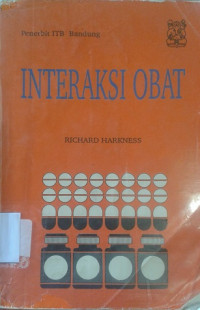 Penerbit ITB Bandung
INTERAKSI OBAT
RICHARD HARKNESS